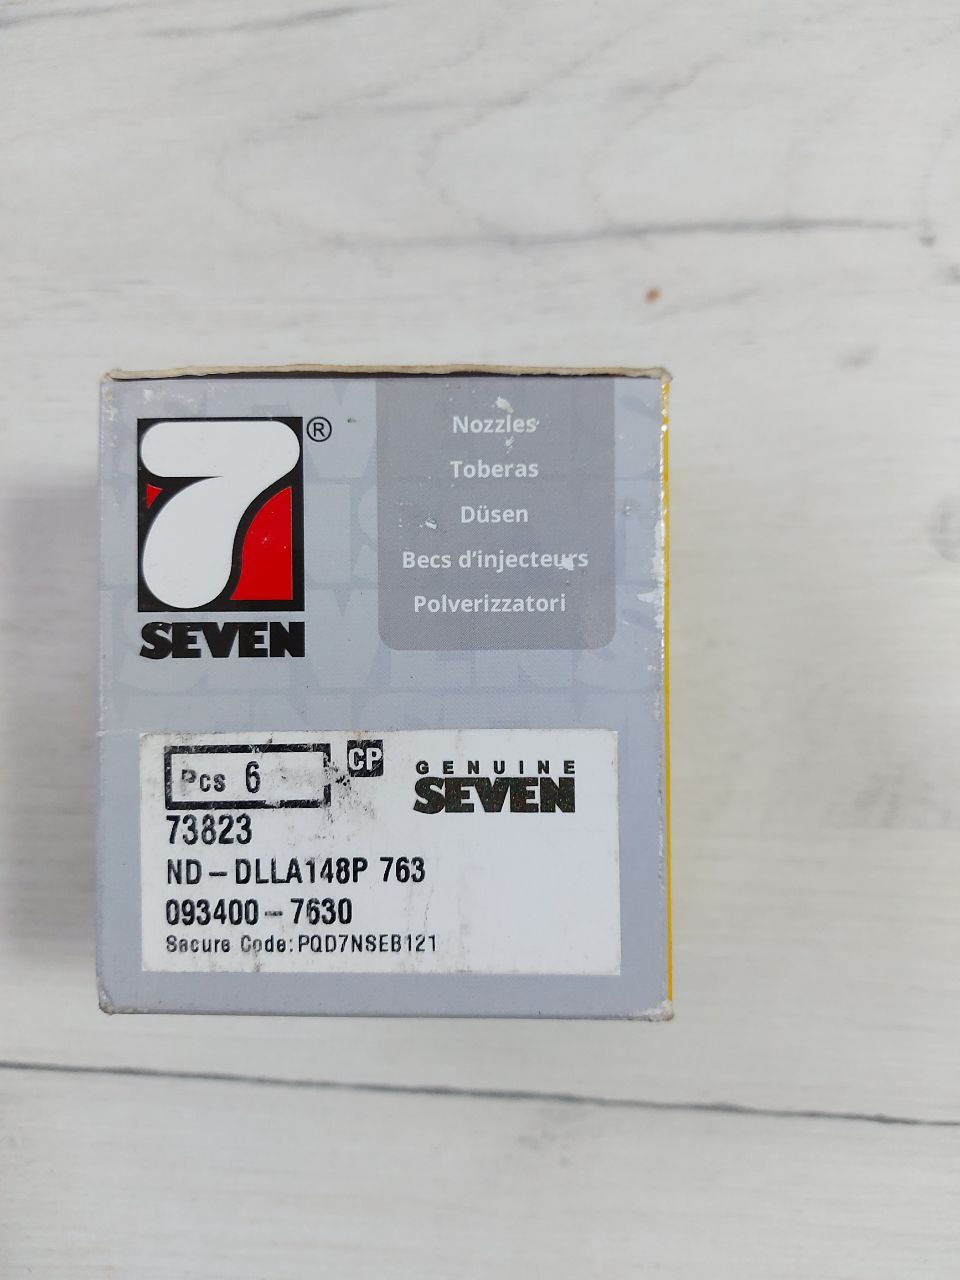 7®
SEVEN
Nozzles
Toberas
Düsen
Becs d'injecteurs
Polverizzatori
Pcs 6
CP
GENUINE
SEVEN
73823
ND-DLLA148P 763
093400-7630
Secure Code:PQD7NSEB121